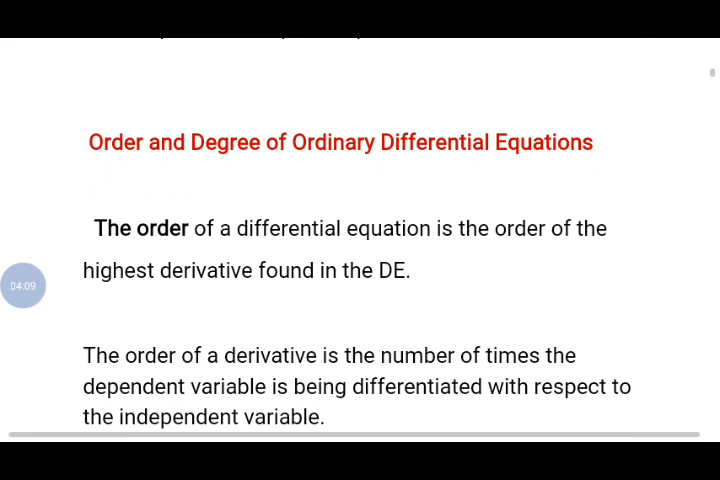 Order and Degree of Ordinary Differential Equations
The order of a differential equation is the order of the
highest derivative found in the DE.
04:09
The order of a derivative is the number of times the
dependent variable is being differentiated with respect to
the independent variable.